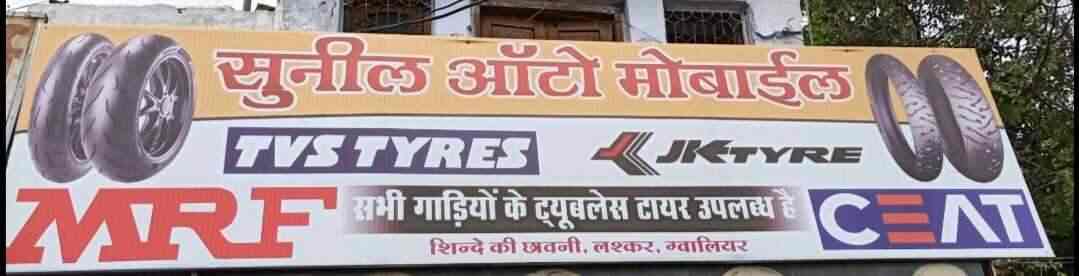 सुनील ऑटो मोबाईल
TVS TYRES JK TYRE
MRF सभी गाड़ियों के ट्यूबलेस टायर उपलब्ध है CEAT
शिन्दे की छावनी, लश्कर, ग्वालियर